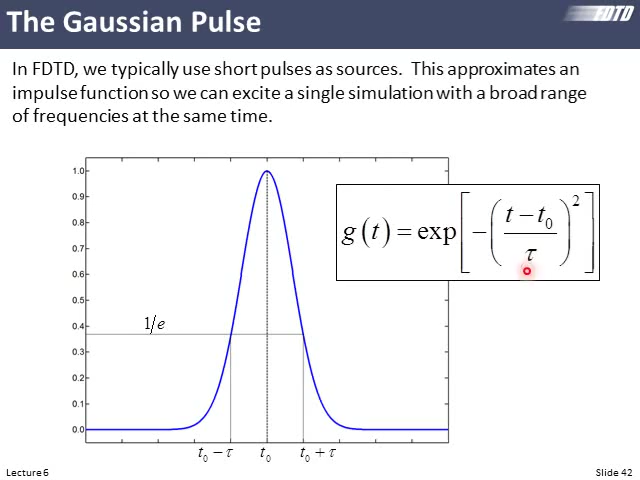 The Gaussian Pulse
FDTD
In FDTD, we typically use short pulses as sources.  This approximates an
impulse function so we can excite a single simulation with a broad range
of frequencies at the same time.
1.0
0.9
0.8
0.7
0.6
0.5
0.4
0.3
0.2
0.1
0.0
1/e
g(t) = exp[−((t−t₀)/τ)²]
t₀ − τ
t₀
t₀ + τ
Lecture 6
Slide 42